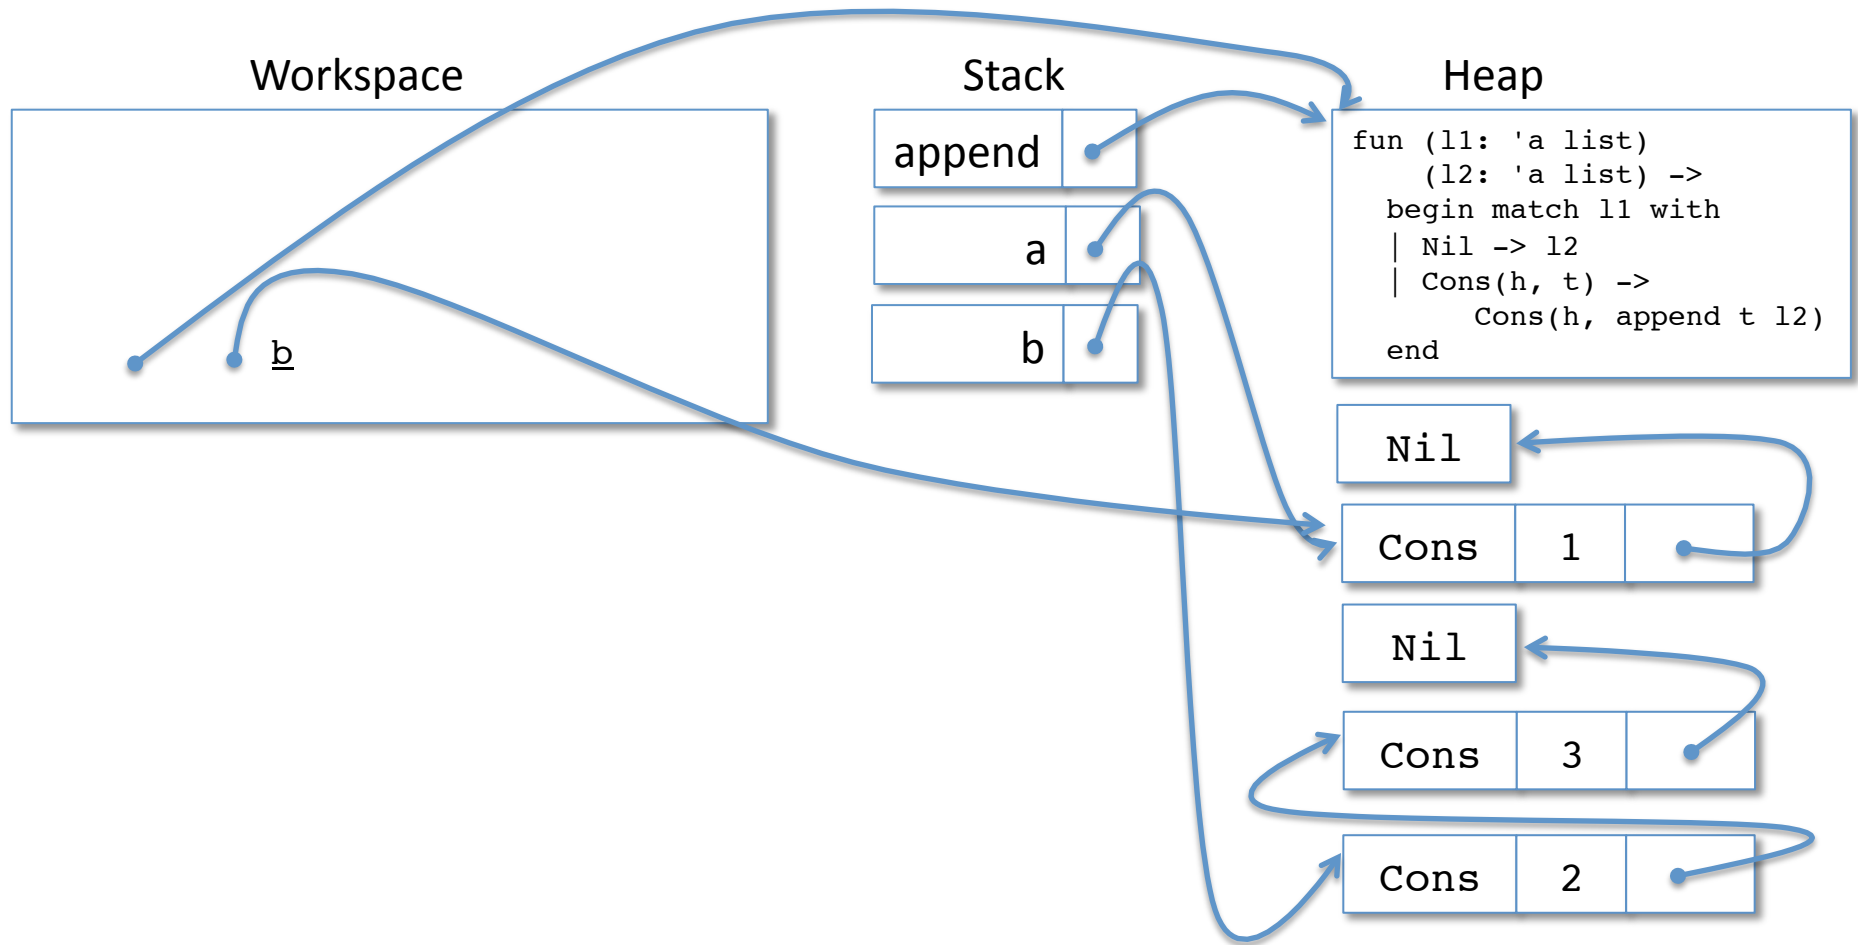 Workspace
Stack
Heap
b
append
a
b
fun (l1: 'a list)
(l2: 'a list) ->
begin match l1 with
| Nil -> l2
| Cons(h, t) ->
Cons(h, append t l2)
end
Nil
Cons 1
Nil
Cons 3
Cons 2